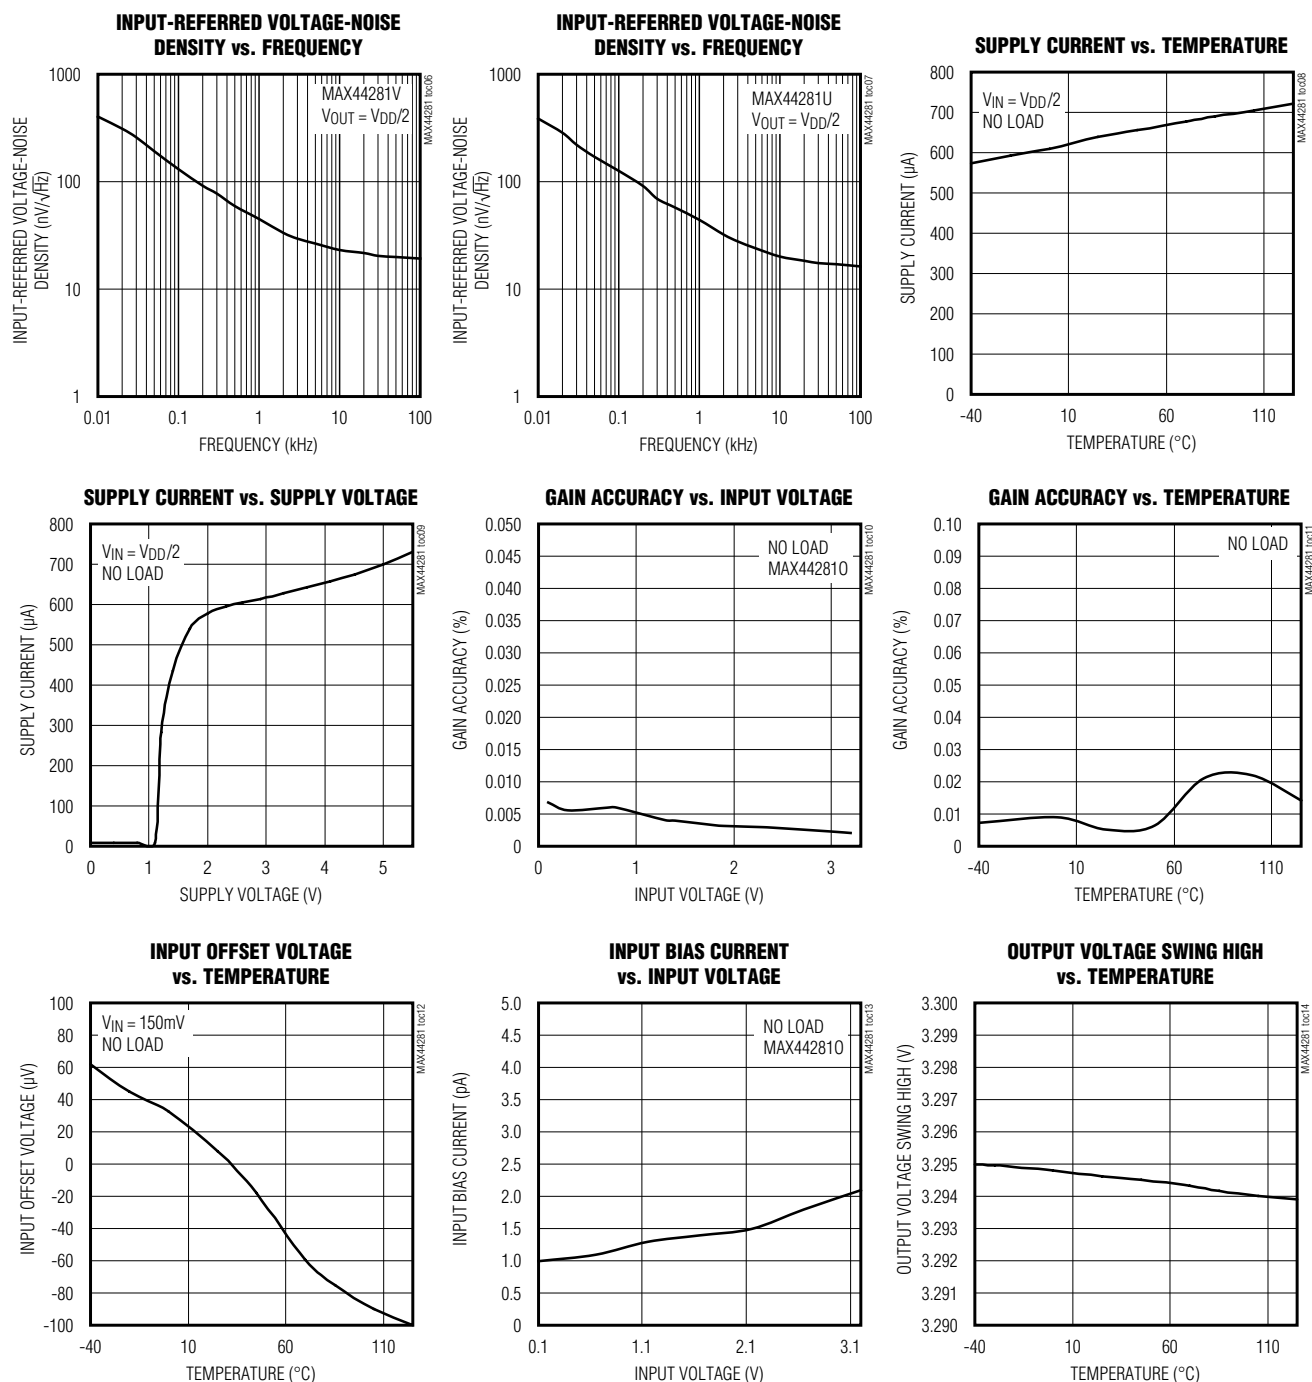 INPUT-REFERRED VOLTAGE-NOISE
DENSITY vs. FREQUENCY
MAX44281 toc06
MAX44281V
VOUT = VDD/2
INPUT-REFERRED VOLTAGE-NOISE
DENSITY (nV/√Hz)
1000
100
10
1
0.01 0.1 1 10 100
FREQUENCY (kHz)
INPUT-REFERRED VOLTAGE-NOISE
DENSITY vs. FREQUENCY
MAX44281 toc07
MAX44281U
VOUT = VDD/2
INPUT-REFERRED VOLTAGE-NOISE
DENSITY (nV/√Hz)
1000
100
10
1
0.01 0.1 1 10 100
FREQUENCY (kHz)
SUPPLY CURRENT vs. TEMPERATURE
MAX44281 toc08
VIN = VDD/2
NO LOAD
SUPPLY CURRENT (µA)
800
700
600
500
400
300
200
100
0
-40 10 60 110
TEMPERATURE (°C)
SUPPLY CURRENT vs. SUPPLY VOLTAGE
MAX44281 toc09
VIN = VDD/2
NO LOAD
SUPPLY CURRENT (µA)
800
700
600
500
400
300
200
100
0
0 1 2 3 4 5
SUPPLY VOLTAGE (V)
GAIN ACCURACY vs. INPUT VOLTAGE
MAX44281 toc10
NO LOAD
MAX44281O
GAIN ACCURACY (%)
0.050
0.045
0.040
0.035
0.030
0.025
0.020
0.015
0.010
0.005
0
0 1 2 3
INPUT VOLTAGE (V)
GAIN ACCURACY vs. TEMPERATURE
MAX44281 toc11
NO LOAD
GAIN ACCURACY (%)
0.10
0.09
0.08
0.07
0.06
0.05
0.04
0.03
0.02
0.01
0
-40 10 60 110
TEMPERATURE (°C)
INPUT OFFSET VOLTAGE
vs. TEMPERATURE
MAX44281 toc12
VIN = 150mV
NO LOAD
INPUT OFFSET VOLTAGE (µV)
100
80
60
40
20
0
-20
-40
-60
-80
-100
-40 10 60 110
TEMPERATURE (°C)
INPUT BIAS CURRENT
vs. INPUT VOLTAGE
MAX44281 toc13
NO LOAD
MAX44281O
INPUT BIAS CURRENT (pA)
5.0
4.5
4.0
3.5
3.0
2.5
2.0
1.5
1.0
0.5
0
0.1 1.1 2.1 3.1
INPUT VOLTAGE (V)
OUTPUT VOLTAGE SWING HIGH
vs. TEMPERATURE
MAX44281 toc14
OUTPUT VOLTAGE SWING HIGH (V)
3.300
3.299
3.298
3.297
3.296
3.295
3.294
3.293
3.292
3.291
3.290
-40 10 60 110
TEMPERATURE (°C)